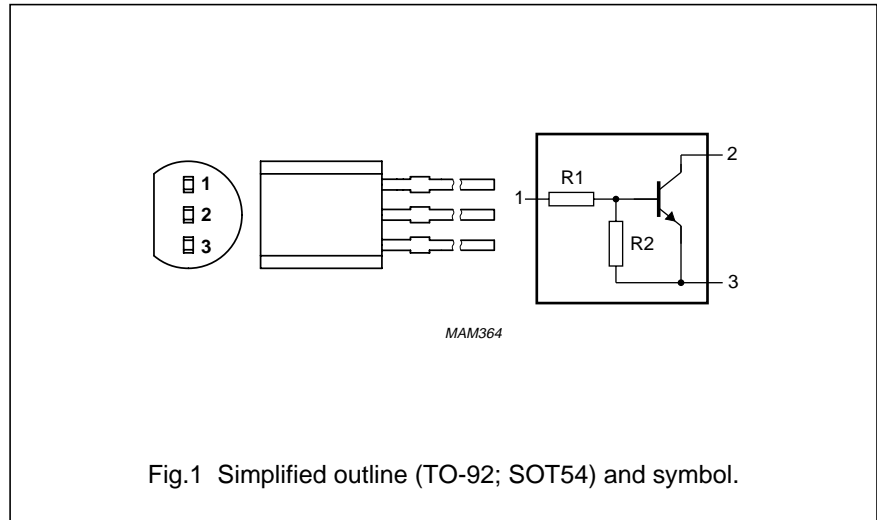 1
2
3
1
R1
R2
2
3
MAM364
Fig.1 Simplified outline (TO-92; SOT54) and symbol.